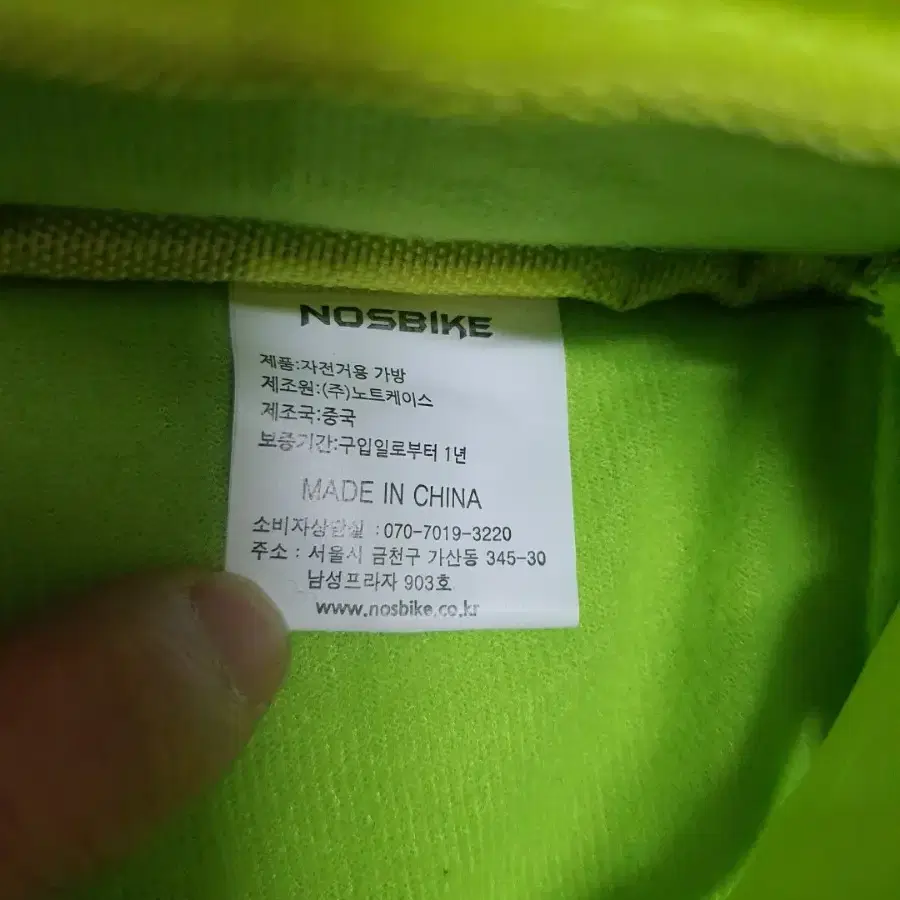 NOSBIKE
제품:자전거용 가방
제조원:(주)노트케이스
제조국:중국
보증기간:구입일로부터 1년
MADE IN CHINA
소비자상담실 : 070-7019-3220
주소 : 서울시 금천구 가산동 345-30
남성프라자 903호
www.nosbike.co.kr